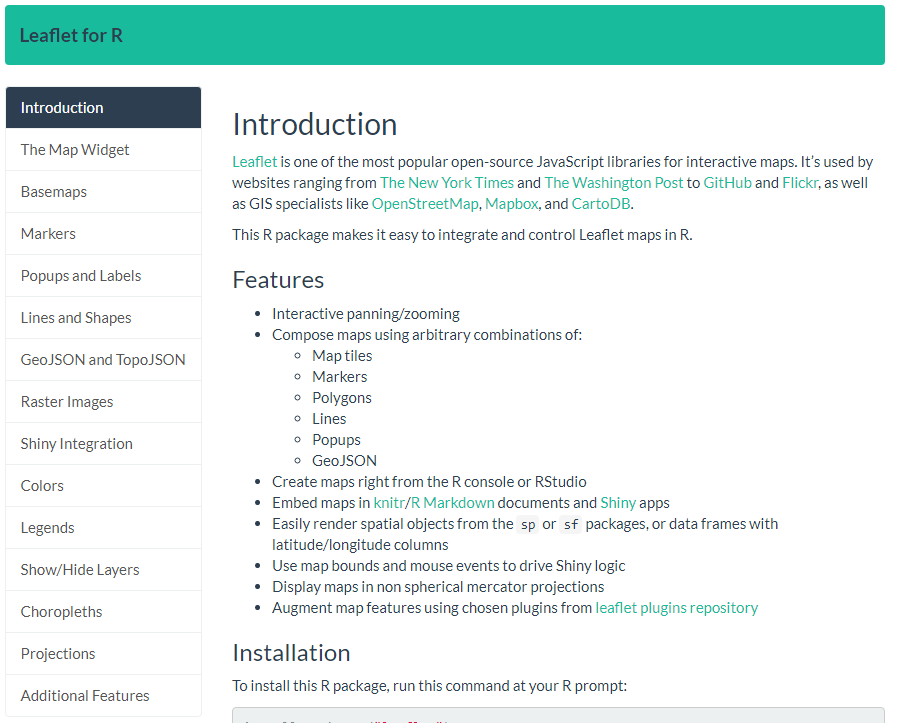 Leaflet for R
Introduction
The Map Widget
Basemaps
Markers
Popups and Labels
Lines and Shapes
GeoJSON and TopoJSON
Raster Images
Shiny Integration
Colors
Legends
Show/Hide Layers
Choropleths
Projections
Additional Features
Introduction
Leaflet is one of the most popular open-source JavaScript libraries for interactive maps. It’s used by
websites ranging from The New York Times and The Washington Post to GitHub and Flickr, as well
as GIS specialists like OpenStreetMap, Mapbox, and CartoDB.
This R package makes it easy to integrate and control Leaflet maps in R.
Features
• Interactive panning/zooming
• Compose maps using arbitrary combinations of:
◦ Map tiles
◦ Markers
◦ Polygons
◦ Lines
◦ Popups
◦ GeoJSON
• Create maps right from the R console or RStudio
• Embed maps in knitr/R Markdown documents and Shiny apps
• Easily render spatial objects from the sp or sf packages, or data frames with
latitude/longitude columns
• Use map bounds and mouse events to drive Shiny logic
• Display maps in non spherical mercator projections
• Augment map features using chosen plugins from leaflet plugins repository
Installation
To install this R package, run this command at your R prompt: